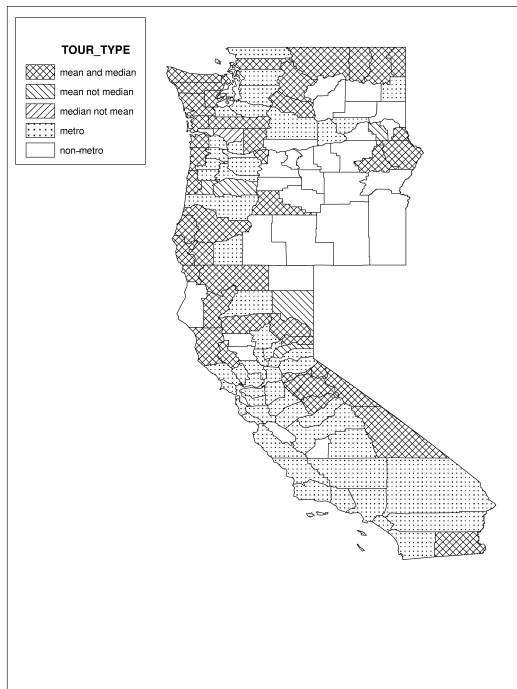 TOUR_TYPE
mean and median
mean not median
median not mean
metro
non-metro